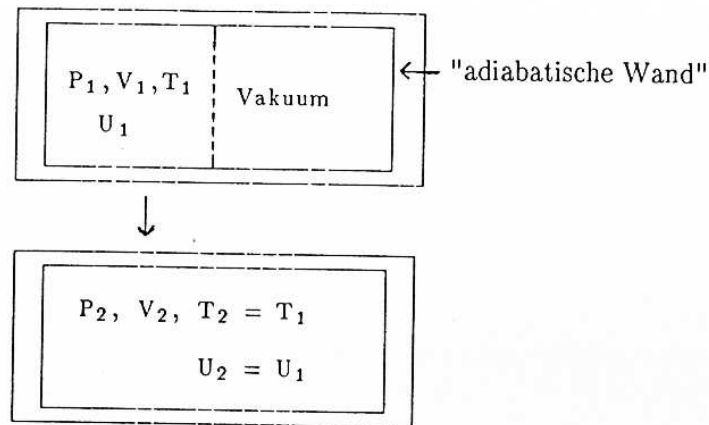 P₁, V₁, T₁
U₁
Vakuum
"adiabatische Wand"
P₂, V₂, T₂ = T₁
U₂ = U₁